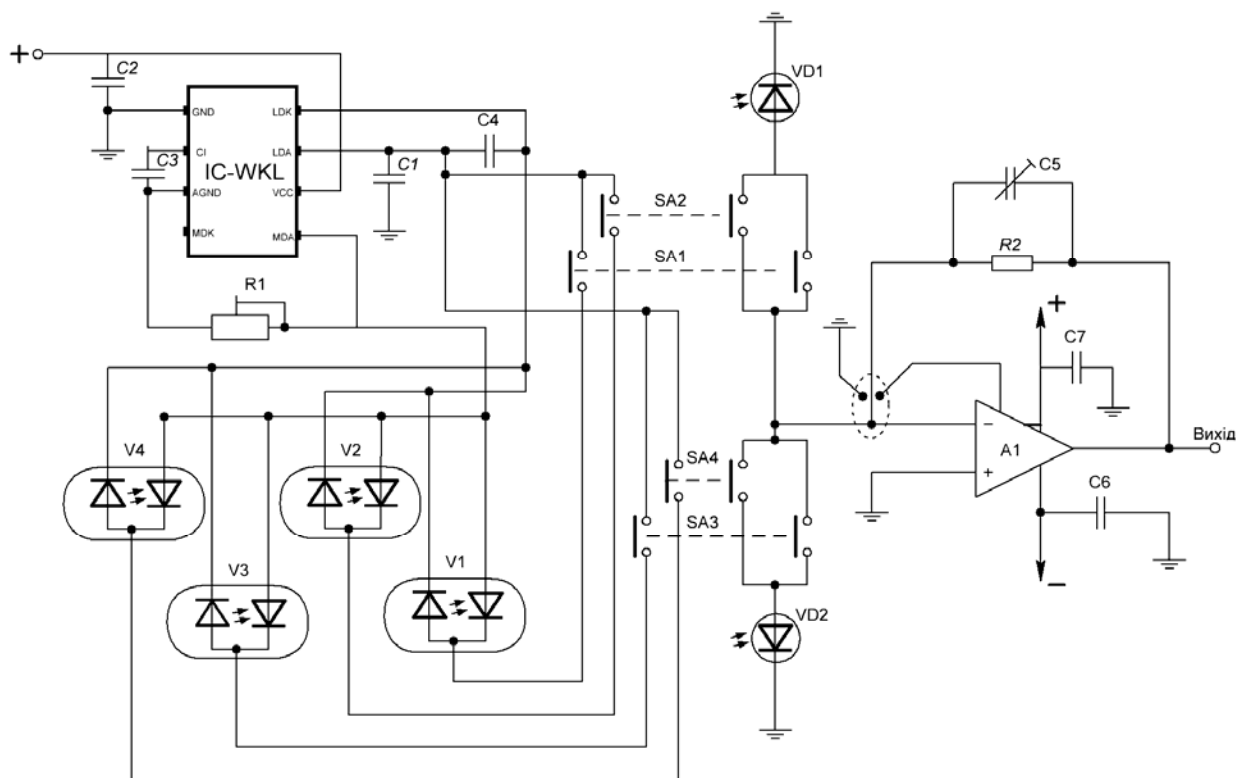 +
C2
GND
LDK
C4
CI
LDA
C3
IC-WKL
C1
AGND
VCC
MDK
MDA
R1
V4
V2
V3
V1
VD1
SA2
SA1
C5
R2
+
C7
SA4
−
A1
Вихід
+
C6
SA3
−
VD2